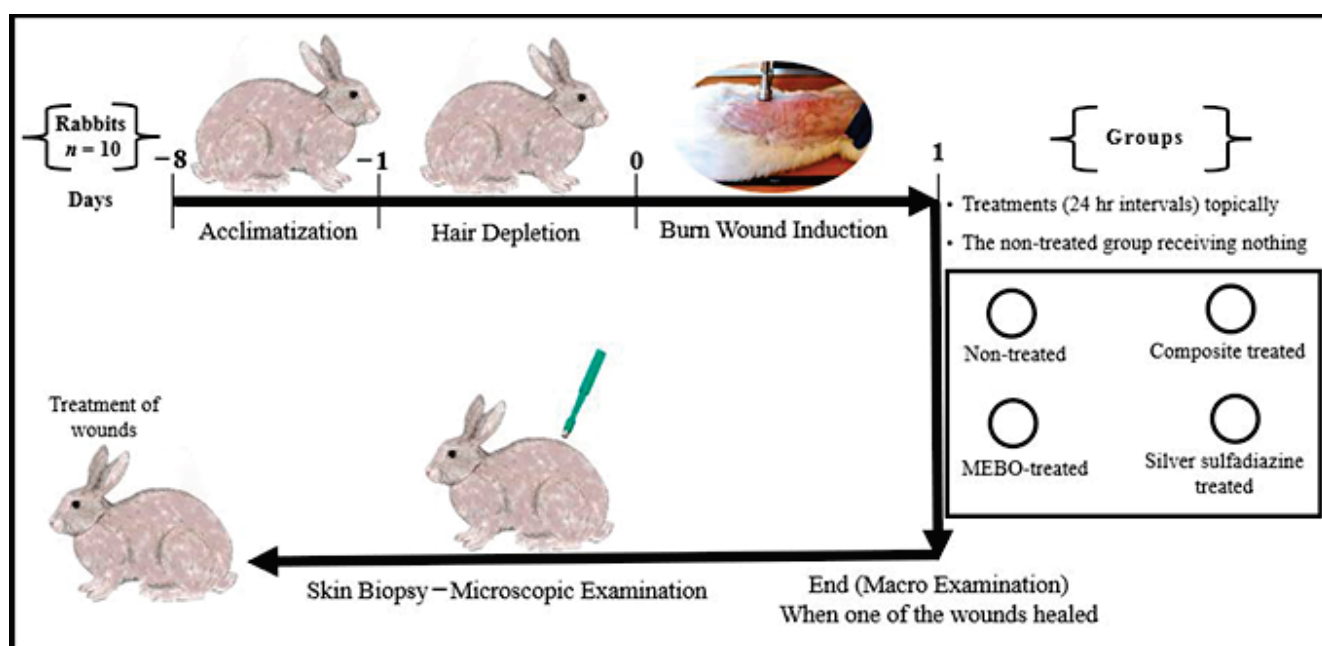 Rabbits
n = 10
Days
−8
−1
0
1
Acclimatization
Hair Depletion
Burn Wound Induction
Groups
• Treatments (24 hr intervals) topically
• The non-treated group receiving nothing
Non-treated
Composite treated
MEBO-treated
Silver sulfadiazine
treated
End (Macro Examination)
When one of the wounds healed
Skin Biopsy−Microscopic Examination
Treatment of
wounds